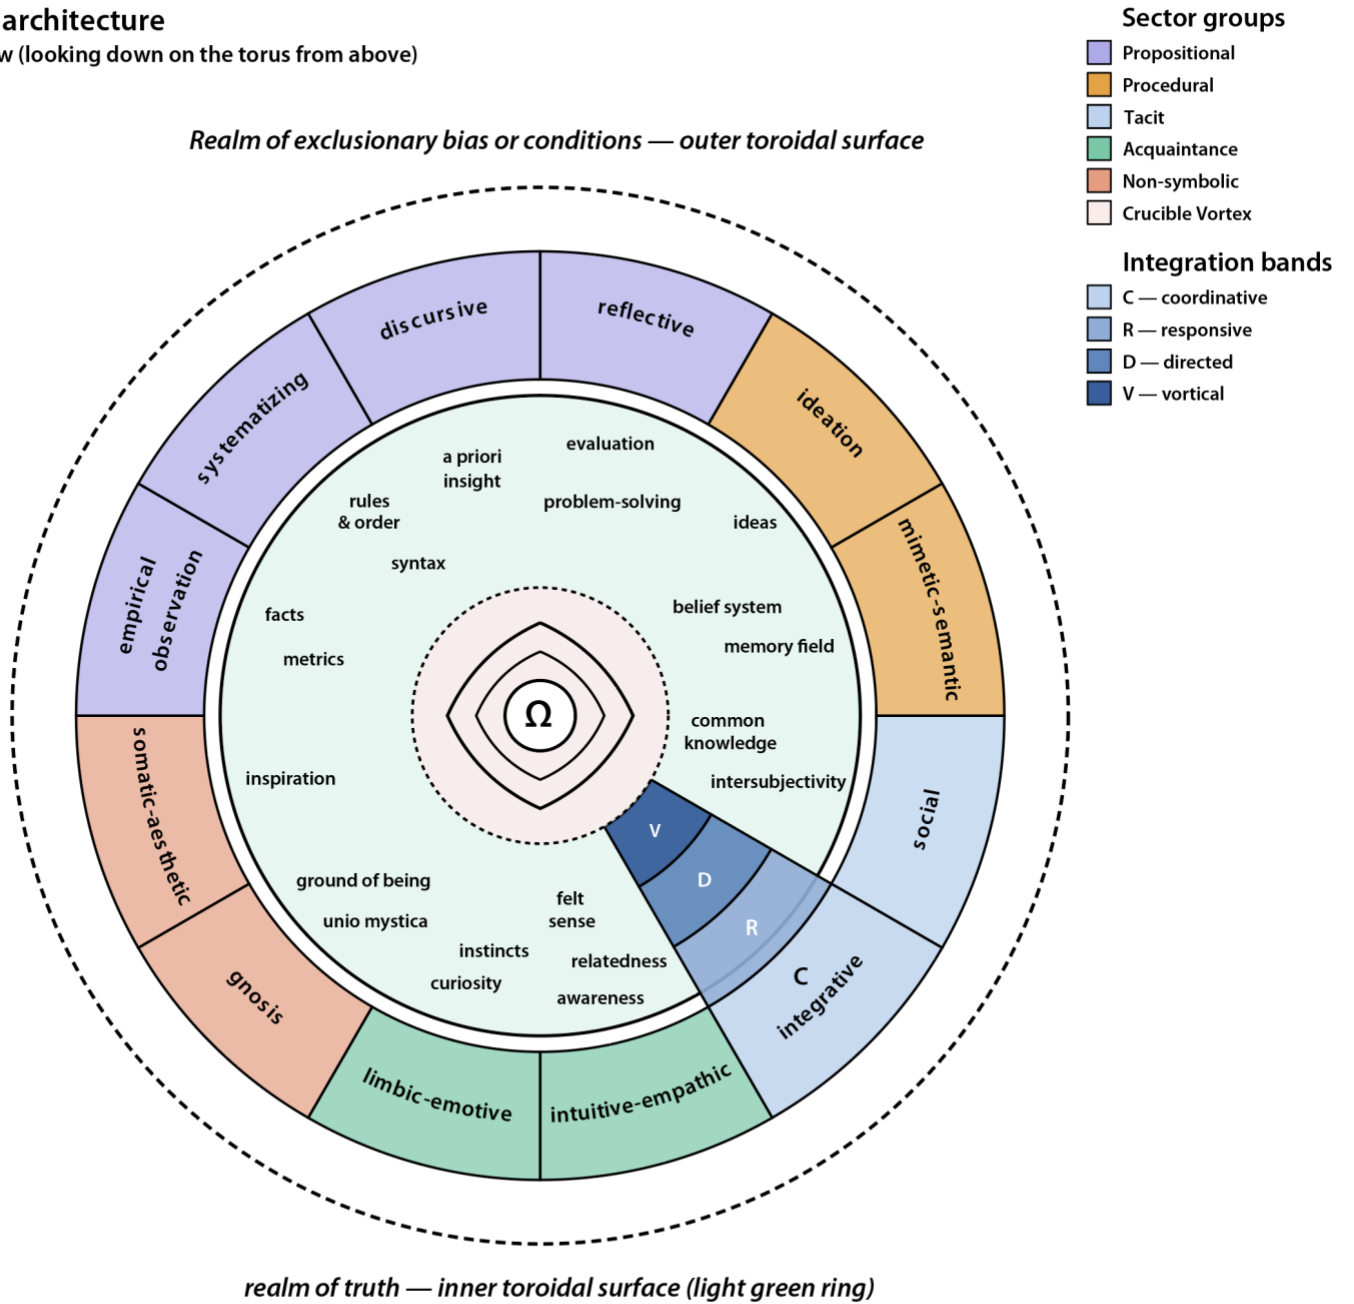 architecture
w (looking down on the torus from above)
Sector groups
Propositional
Procedural
Tacit
Acquaintance
Non-symbolic
Crucible Vortex
Integration bands
C — coordinative
R — responsive
D — directed
V — vortical
Realm of exclusionary bias or conditions — outer toroidal surface
discursive
reflective
systematizing
ideation
empirical
observation
mimetic-semantic
somatic-aesthetic
social
gnosis
integrative
limbic-emotive
intuitive-empathic
a priori
insight
evaluation
rules
& order
problem-solving
ideas
syntax
facts
metrics
belief system
memory field
common
knowledge
intersubjectivity
inspiration
Ω
V
D
R
C
ground of being
unio mystica
felt
sense
instincts
curiosity
relatedness
awareness
realm of truth — inner toroidal surface (light green ring)